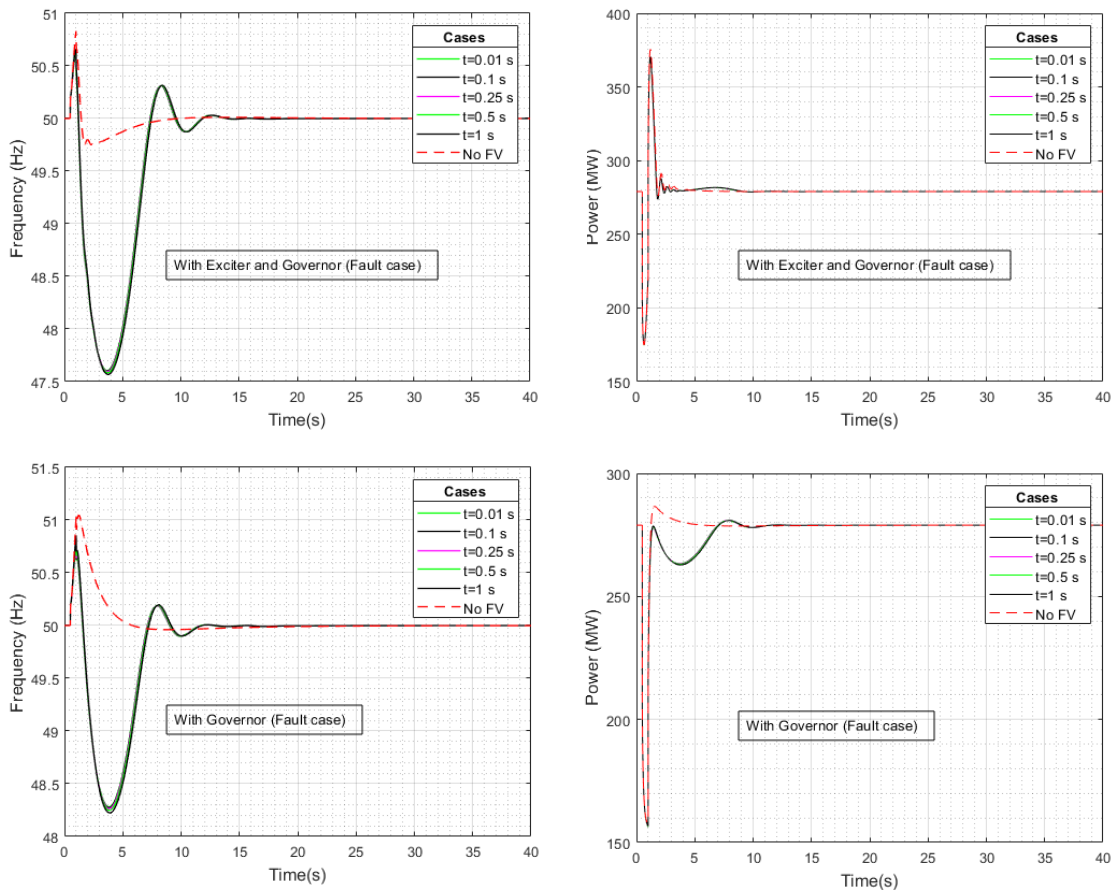 51
50.5
50
49.5
49
48.5
48
47.5
Frequency (Hz)
0 5 10 15 20 25 30 35 40
Time(s)
Cases
t=0.01 s
t=0.1 s
t=0.25 s
t=0.5 s
t=1 s
No FV
With Exciter and Governor (Fault case)
400
350
300
250
200
150
Power (MW)
0 5 10 15 20 25 30 35 40
Time(s)
Cases
t=0.01 s
t=0.1 s
t=0.25 s
t=0.5 s
t=1 s
No FV
With Exciter and Governor (Fault case)
51.5
51
50.5
50
49.5
49
48.5
48
Frequency (Hz)
0 5 10 15 20 25 30 35 40
Time(s)
Cases
t=0.01 s
t=0.1 s
t=0.25 s
t=0.5 s
t=1 s
No FV
With Governor (Fault case)
300
250
200
150
Power (MW)
0 5 10 15 20 25 30 35 40
Time(s)
Cases
t=0.01 s
t=0.1 s
t=0.25 s
t=0.5 s
t=1 s
No FV
With Governor (Fault case)